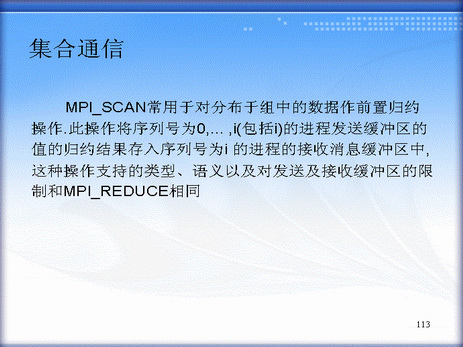 集合通信
MPI_SCAN常用于对分布于组中的数据作前置归约
操作.此操作将序列号为0,... ,i(包括i)的进程发送缓冲区的
值的归约结果存入序列号为i 的进程的接收消息缓冲区中,
这种操作支持的类型、语义以及对发送及接收缓冲区的限
制和MPI_REDUCE相同
113